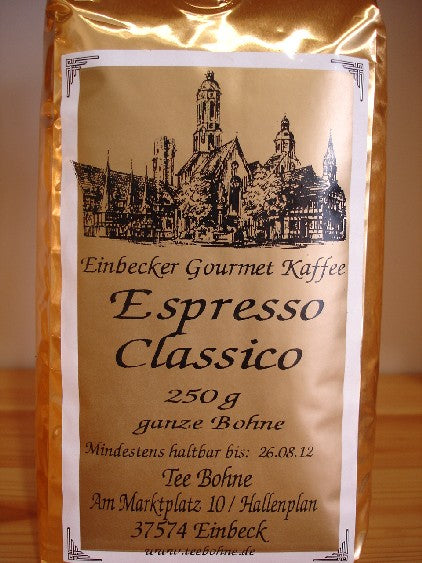 Einbecker Gourmet Kaffee
Espresso
Classico
250 g
ganze Bohne
Mindestens haltbar bis: 26.08.12
Tee Bohne
Am Marktplatz 10 / Hallenplan
37574 Einbeck
www.teebohne.de